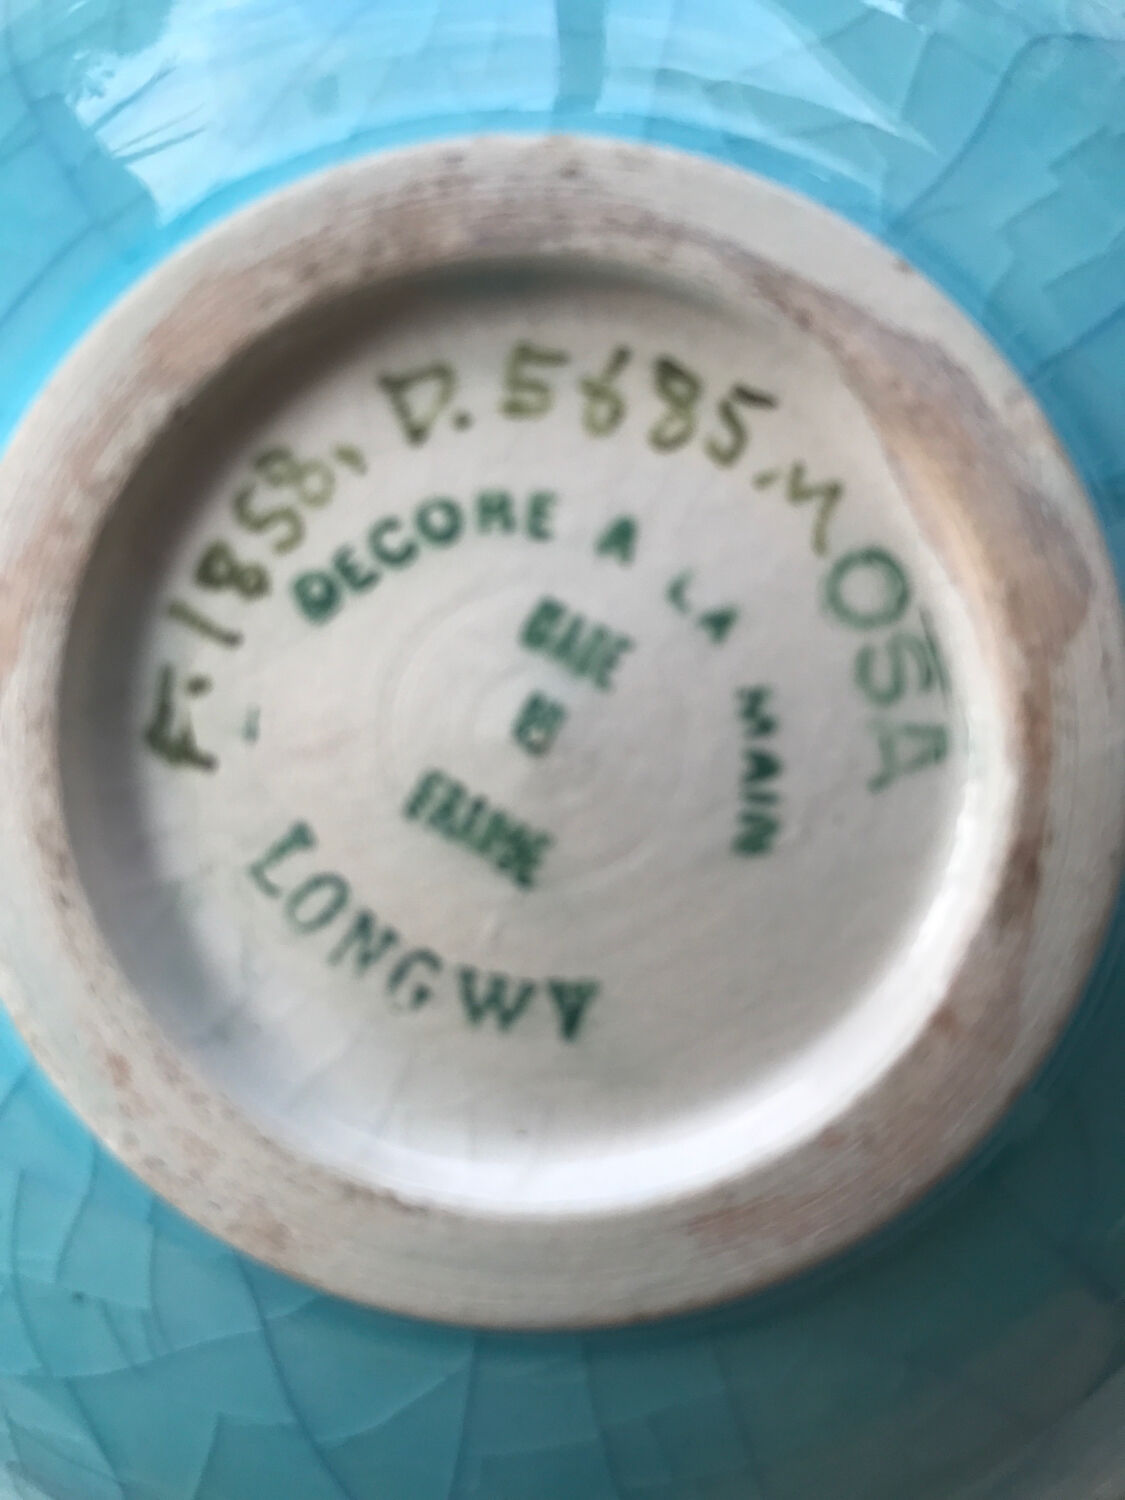 F. 1858, D. 5685, MOSA
DECORE A LA MAIN
MADE
IN
FRANCE
LONGWY